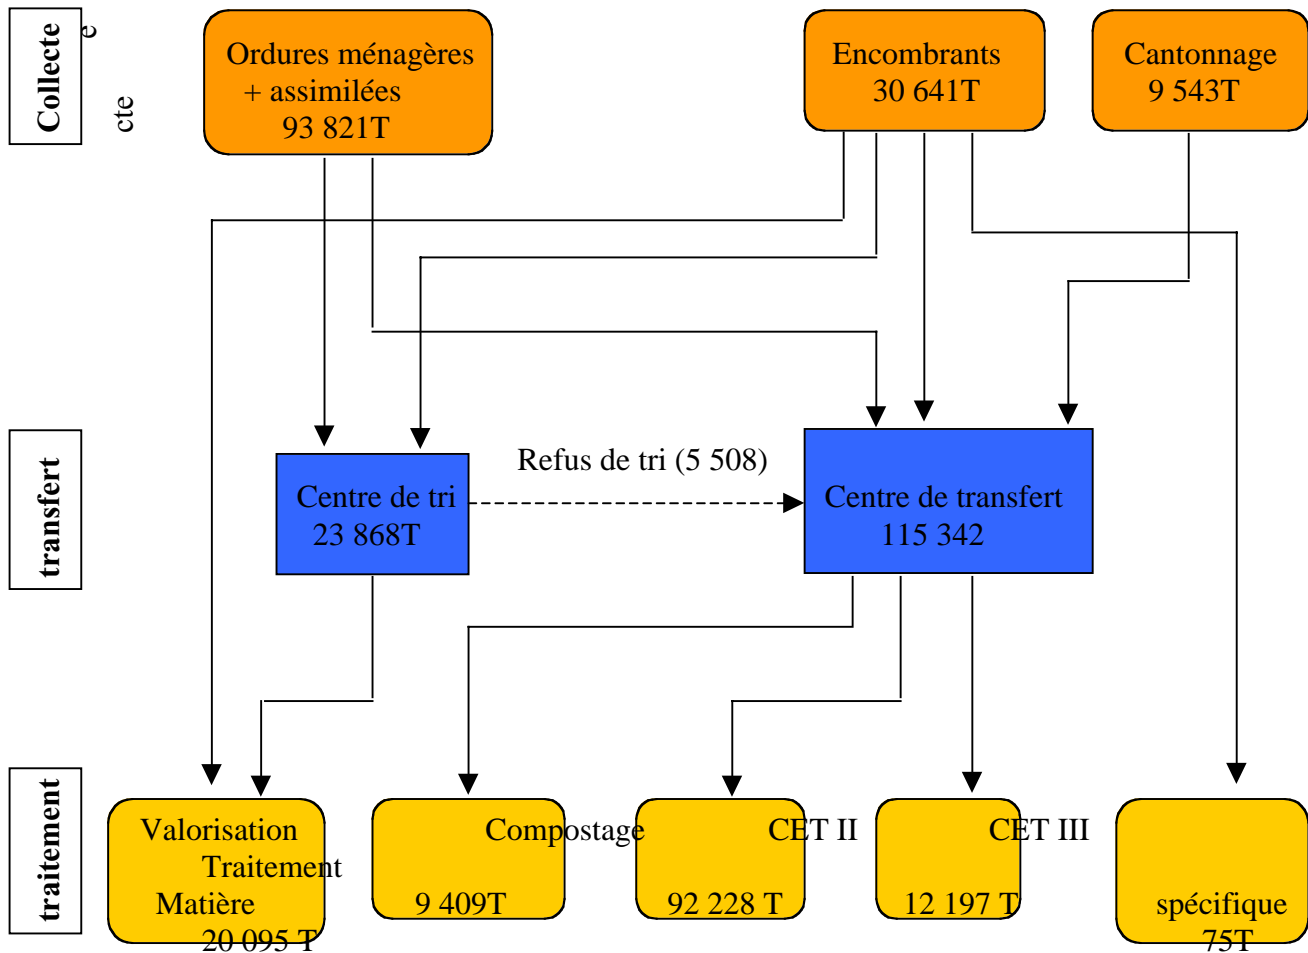 Collecte
e
cte
Ordures ménagères
+ assimilées
93 821T
Encombrants
30 641T
Cantonnage
9 543T
transfert
Refus de tri (5 508)
Centre de tri
23 868T
Centre de transfert
115 342
traitement
Valorisation
Traitement
Matière
20 095 T
Compostage
9 409T
CET II
92 228 T
CET III
12 197 T
spécifique
75T